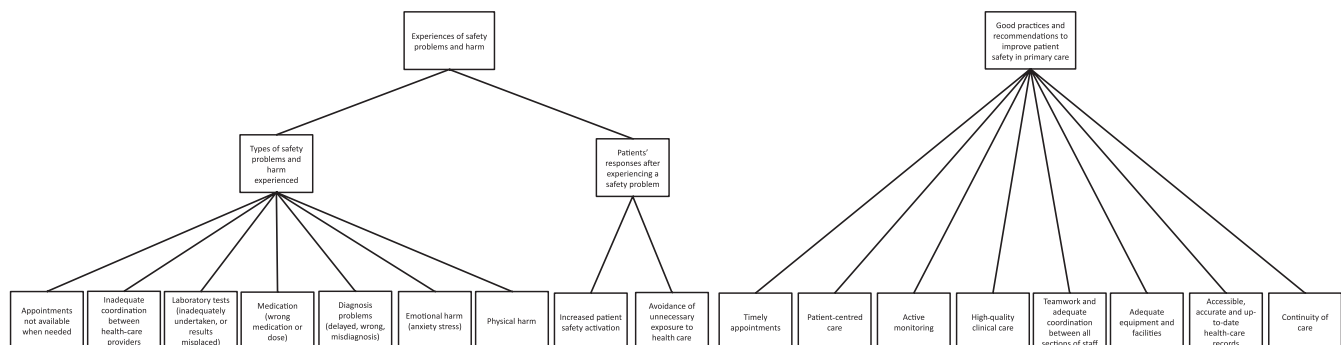 Experiences of safety
problems and harm
Good practices and
recommendations to
improve patient
safety in primary care
Types of safety
problems and
harm
experienced
Patients'
responses after
experiencing a
safety problem
Appointments
not available
when needed
Inadequate
coordination
between
health-care
providers
Laboratory tests
(inadequately
undertaken, or
results
misplaced)
Medication
(wrong
medication or
dose)
Diagnosis
problems
(delayed, wrong,
misdiagnosis)
Emotional harm
(anxiety stress)
Physical harm
Increased patient
safety activation
Avoidance of
unnecessary
exposure to
health care
Timely
appointments
Patient-centred
care
Active
monitoring
High-quality
clinical care
Teamwork and
adequate
coordination
between all
sections of staff
Adequate
equipment and
facilities
Accessible,
accurate and up-
to-date
health-care
records
Continuity of
care